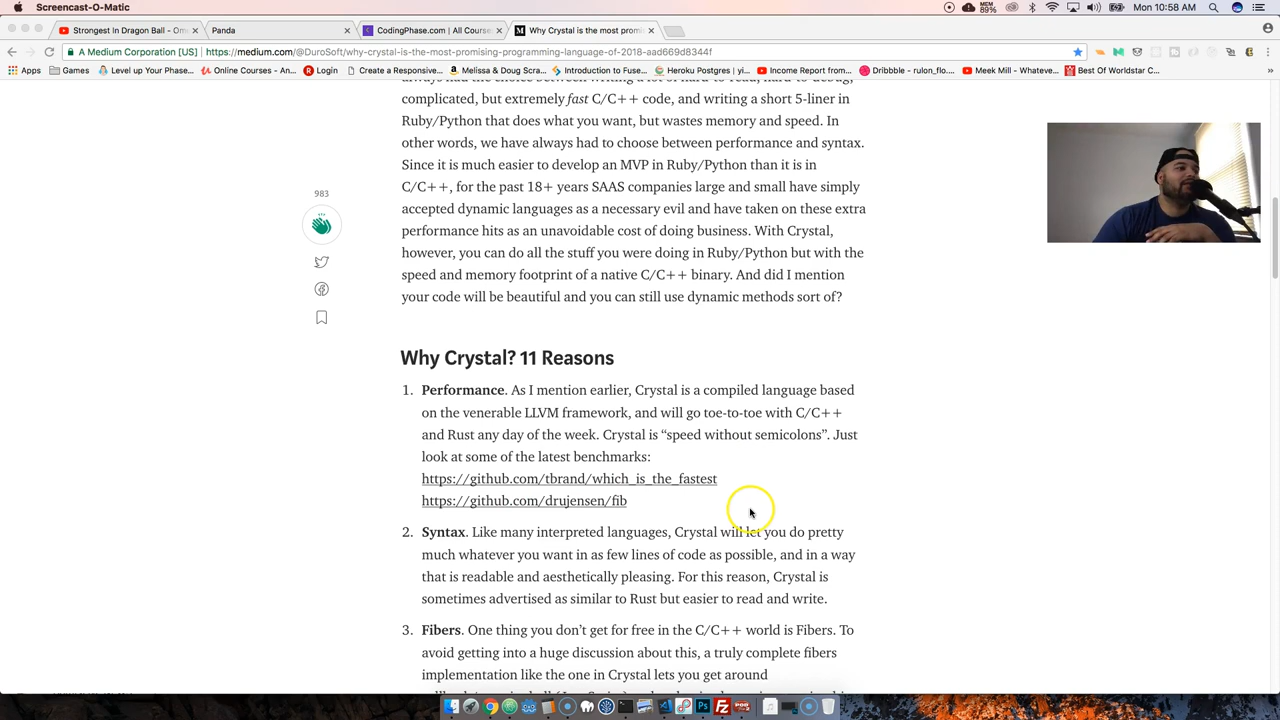 Screencast-O-Matic
MEM
89%
Mon 10:58 AM
Strongest In Dragon Ball - Om
Panda
CodingPhase.com | All Course
Why Crystal is the most promi
A Medium Corporation [US]
https://medium.com/@DuroSoft/why-crystal-is-the-most-promising-programming-language-of-2018-aad669d8344f
Apps
Games
Level up Your Phase...
Online Courses - An...
Login
Create a Responsive...
Melissa & Doug Scra...
Introduction to Fuse...
Heroku Postgres | yi...
Income Report from...
Dribbble - rulon_flo...
Meek Mill - Whateve...
Best Of Worldstar C...
complicated, but extremely fast C/C++ code, and writing a short 5-liner in
Ruby/Python that does what you want, but wastes memory and speed. In
other words, we have always had to choose between performance and syntax.
Since it is much easier to develop an MVP in Ruby/Python than it is in
C/C++, for the past 18+ years SAAS companies large and small have simply
accepted dynamic languages as a necessary evil and have taken on these extra
performance hits as an unavoidable cost of doing business. With Crystal,
however, you can do all the stuff you were doing in Ruby/Python but with the
speed and memory footprint of a native C/C++ binary. And did I mention
your code will be beautiful and you can still use dynamic methods sort of?
983
Why Crystal? 11 Reasons
1. Performance. As I mention earlier, Crystal is a compiled language based
on the venerable LLVM framework, and will go toe-to-toe with C/C++
and Rust any day of the week. Crystal is “speed without semicolons”. Just
look at some of the latest benchmarks:
https://github.com/tbrand/which_is_the_fastest
https://github.com/drujensen/fib
2. Syntax. Like many interpreted languages, Crystal will let you do pretty
much whatever you want in as few lines of code as possible, and in a way
that is readable and aesthetically pleasing. For this reason, Crystal is
sometimes advertised as similar to Rust but easier to read and write.
3. Fibers. One thing you don’t get for free in the C/C++ world is Fibers. To
avoid getting into a huge discussion about this, a truly complete fibers
implementation like the one in Crystal lets you get around